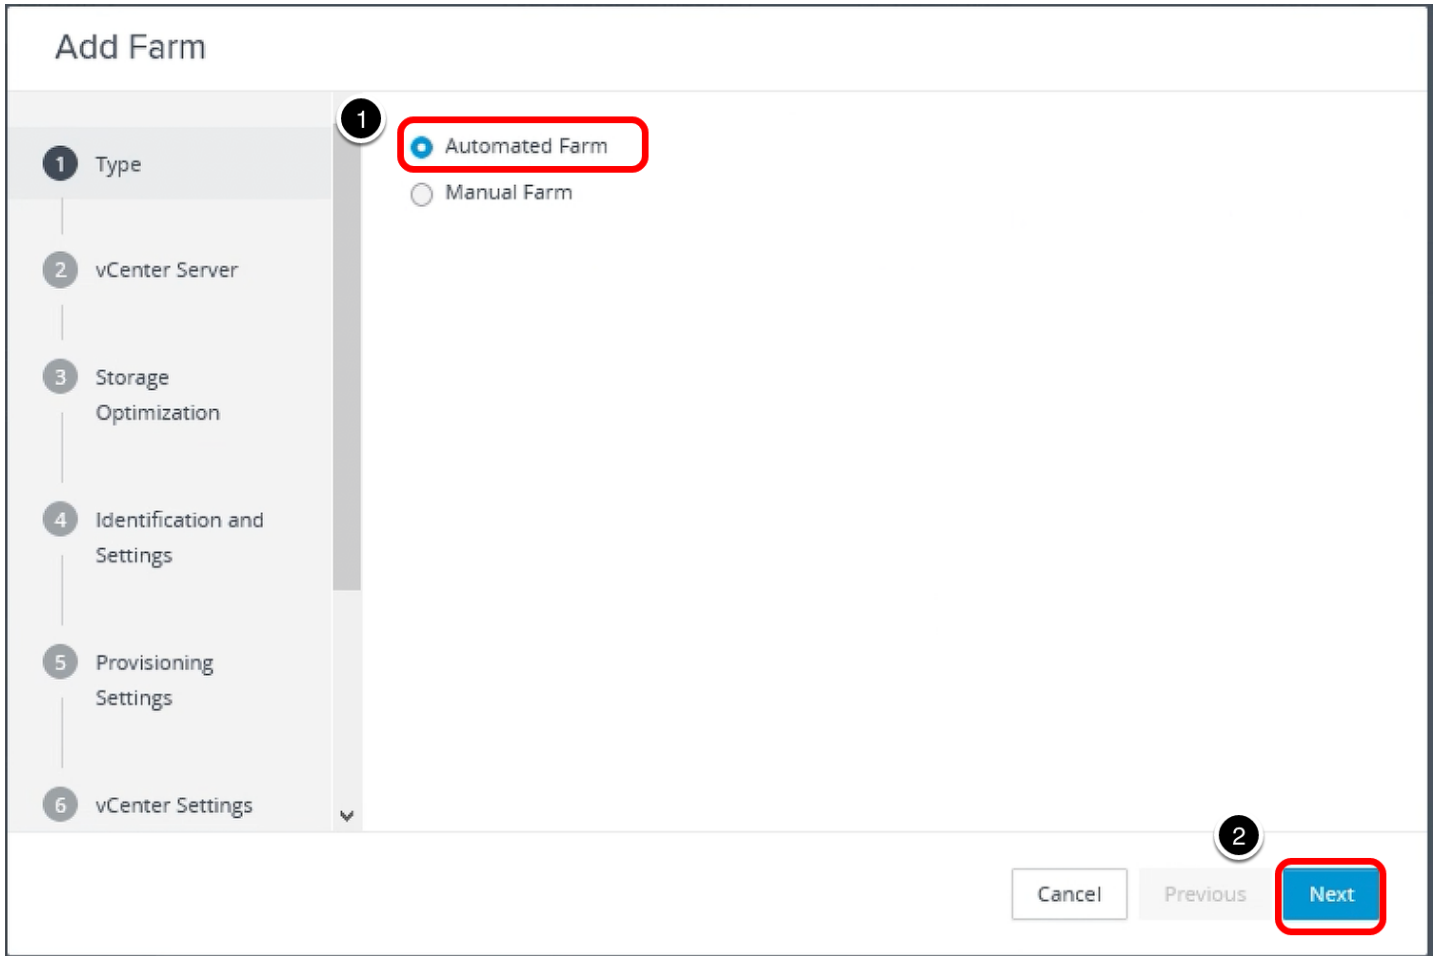 Add Farm
1
Automated Farm
Manual Farm
1 Type
2 vCenter Server
3 Storage
Optimization
4 Identification and
Settings
5 Provisioning
Settings
6 vCenter Settings
2
Cancel Previous Next